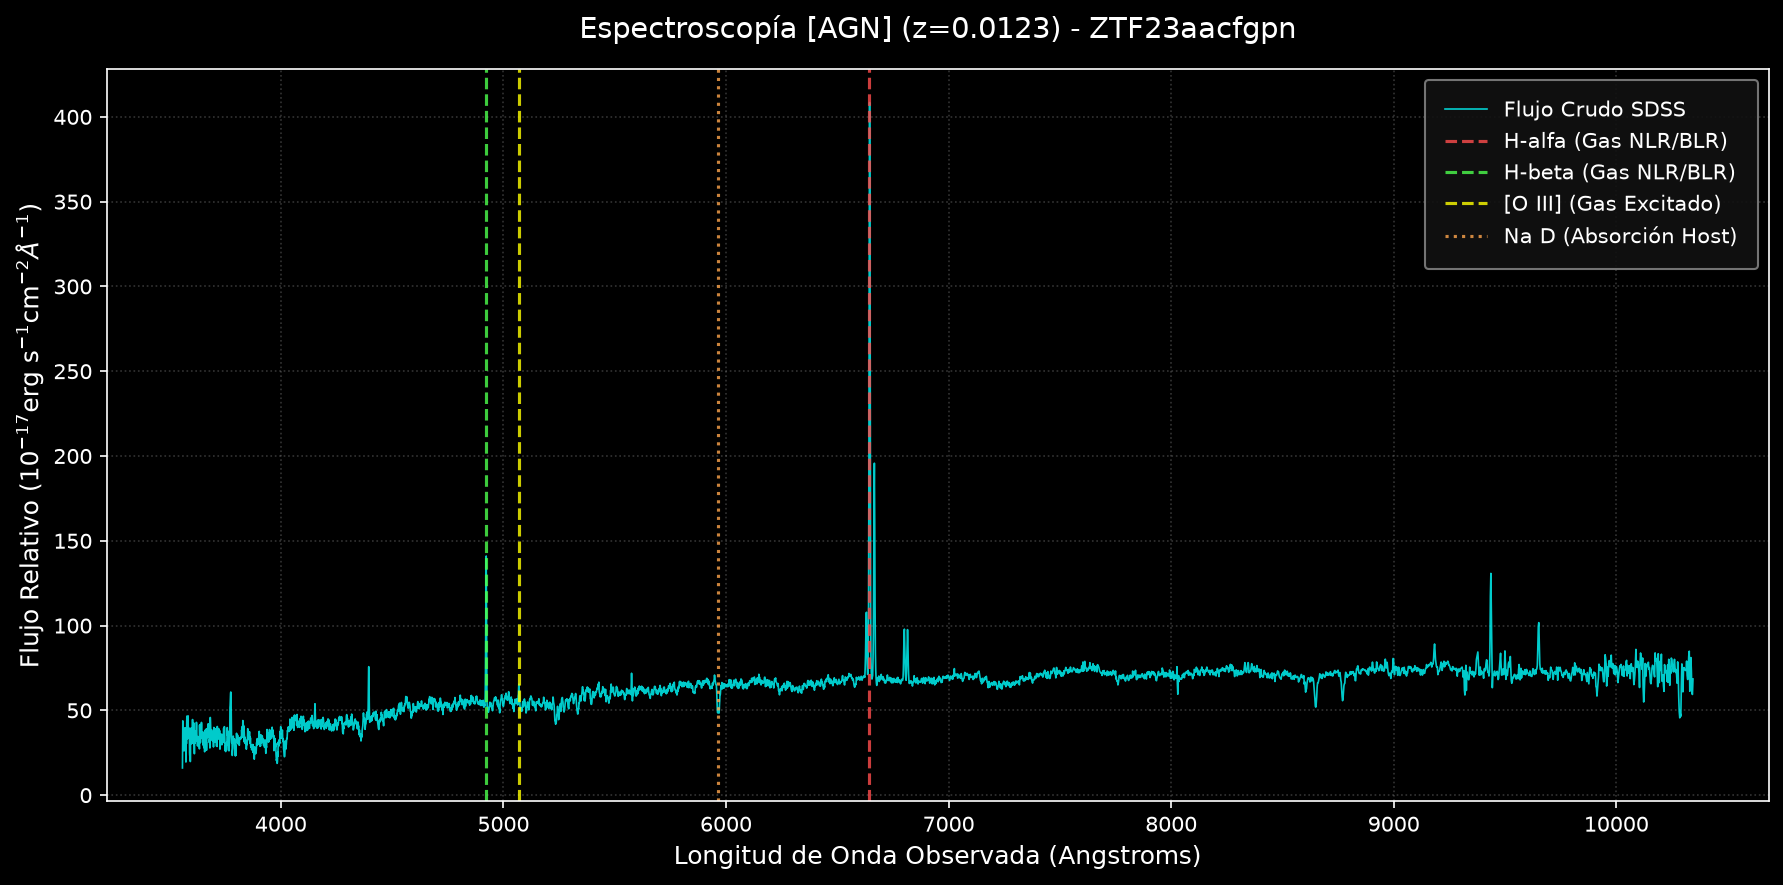 Espectroscopía [AGN] (z=0.0123) - ZTF23aacfgpn
Flujo Relativo (10⁻¹⁷erg s⁻¹cm⁻²Å⁻¹)
400
350
300
250
200
150
100
50
0
Flujo Crudo SDSS
H-alfa (Gas NLR/BLR)
H-beta (Gas NLR/BLR)
[O III] (Gas Excitado)
Na D (Absorción Host)
4000 5000 6000 7000 8000 9000 10000
Longitud de Onda Observada (Angstroms)